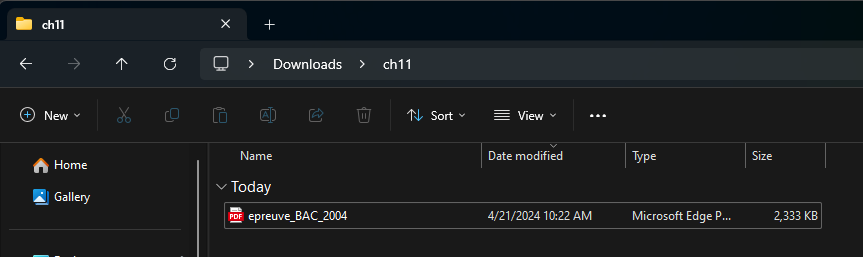 ch11
Downloads > ch11
New Sort View
Name Date modified Type Size
Home
Today
Gallery
PDF epreuve_BAC_2004 4/21/2024 10:22 AM Microsoft Edge P... 2,333 KB